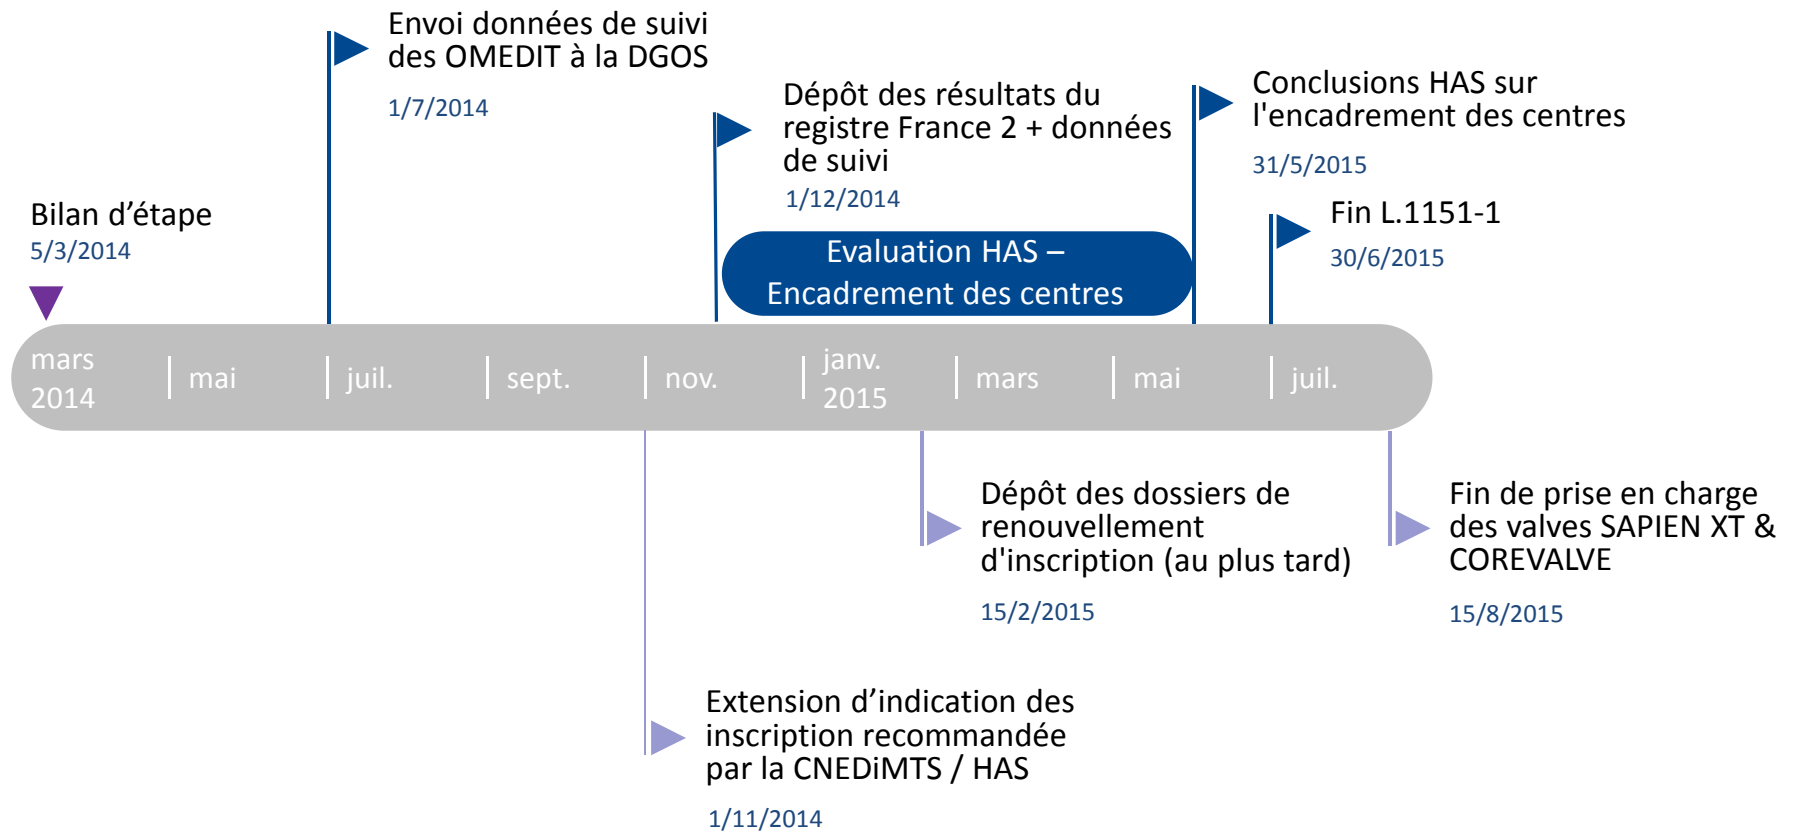 Envoi données de suivi
des OMEDIT à la DGOS
1/7/2014
Dépôt des résultats du
registre France 2 + données
de suivi
1/12/2014
Conclusions HAS sur
l'encadrement des centres
31/5/2015
Bilan d’étape
5/3/2014
Fin L.1151-1
30/6/2015
Evaluation HAS –
Encadrement des centres
mars
2014
mai
juil.
sept.
nov.
janv.
2015
mars
mai
juil.
Dépôt des dossiers de
renouvellement
d'inscription (au plus tard)
15/2/2015
Fin de prise en charge
des valves SAPIEN XT &
COREVALVE
15/8/2015
Extension d’indication des
inscription recommandée
par la CNEDiMTS / HAS
1/11/2014